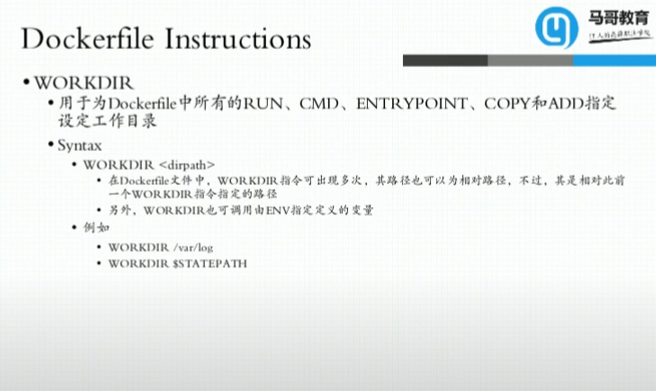 Dockerfile Instructions
马哥教育
• WORKDIR
• 用于为Dockerfile中所有的RUN、CMD、ENTRYPOINT、COPY和ADD指定
设定工作目录
• Syntax
• WORKDIR <dirpath>
• 在Dockerfile文件中，WORKDIR指令可出现多次，其路径也可以为相对路径，不过，其是相对此前
一个WORKDIR指令指定的路径
• 另外，WORKDIR也可调用由ENV指定定义的变量
• 例如
• WORKDIR /var/log
• WORKDIR $STATEPATH